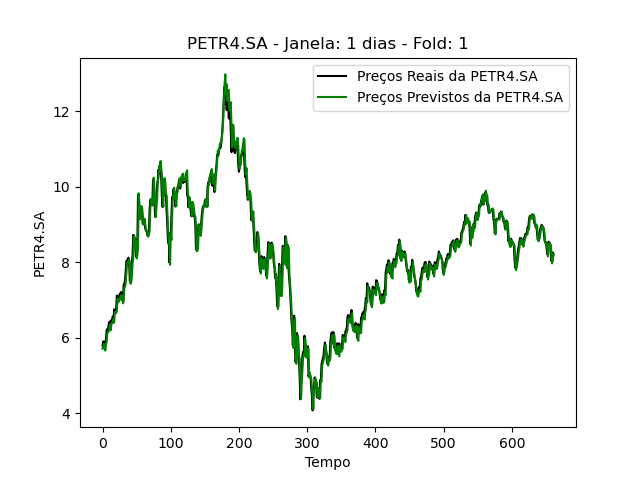 PETR4.SA - Janela: 1 dias - Fold: 1
Preços Reais da PETR4.SA
Preços Previstos da PETR4.SA
PETR4.SA
12
10
8
6
4
0 100 200 300 400 500 600
Tempo